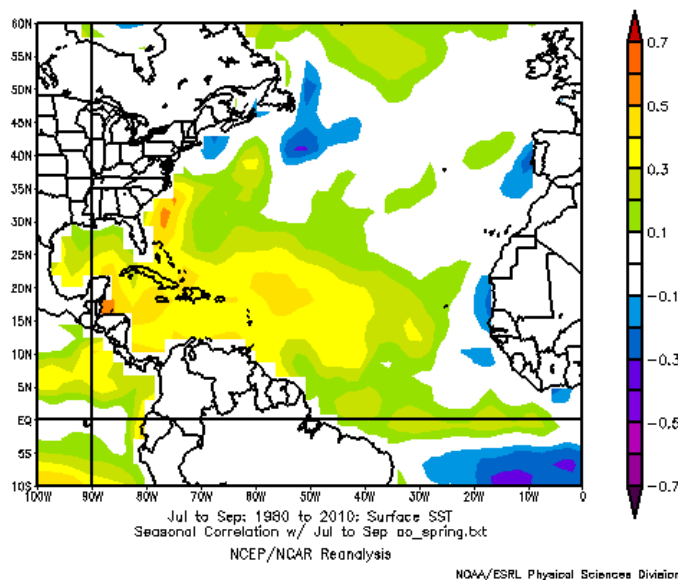 60N
55N
50N
45N
40N
35N
30N
25N
20N
15N
10N
5N
EQ
5S
10S
100W 90W 80W 70W 60W 50W 40W 30W 20W 10W 0
0.7
0.5
0.3
0.1
-0.1
-0.3
-0.5
-0.7
Jul to Sep: 1980 to 2010: Surface SST
Seasonal Correlation w/ Jul to Sep ao_spring.txt
NCEP/NCAR Reanalysis
NOAA/ESRL Physical Sciences Division